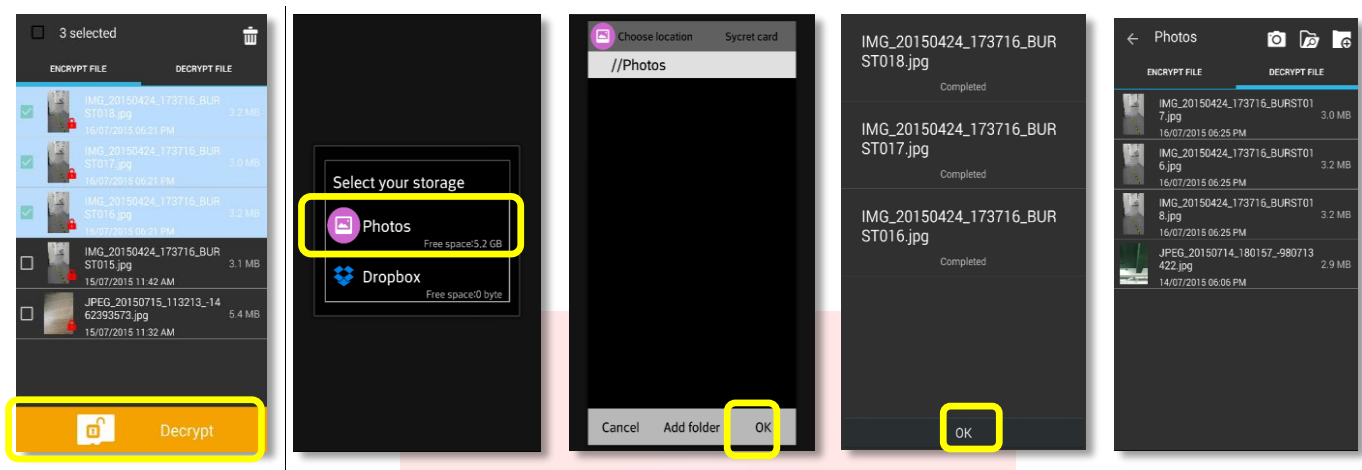 3 selected
ENCRYPT FILE DECRYPT FILE
IMG_20150424_173716_BUR
ST018.jpg 3.2 MB
16/07/2015 06:21 PM
IMG_20150424_173716_BUR
ST017.jpg 3.0 MB
16/07/2015 06:21 PM
IMG_20150424_173716_BUR
ST016.jpg 3.2 MB
16/07/2015 06:21 PM
IMG_20150424_173716_BUR
ST015.jpg 3.1 MB
15/07/2015 11:42 AM
JPEG_20150715_113213_-14
62393573.jpg 5.4 MB
15/07/2015 11:32 AM
Decrypt
Select your storage
Photos
Free space:5.2 GB
Dropbox
Free space:0 byte
Choose location Sycret card
//Photos
Cancel Add folder OK
IMG_20150424_173716_BUR
ST018.jpg
Completed
IMG_20150424_173716_BUR
ST017.jpg
Completed
IMG_20150424_173716_BUR
ST016.jpg
Completed
OK
Photos
ENCRYPT FILE DECRYPT FILE
IMG_20150424_173716_BURST01
7.jpg 3.0 MB
16/07/2015 06:25 PM
IMG_20150424_173716_BURST01
6.jpg 3.2 MB
16/07/2015 06:25 PM
IMG_20150424_173716_BURST01
8.jpg 3.2 MB
16/07/2015 06:25 PM
JPEG_20150714_180157_-980713
422.jpg 2.9 MB
14/07/2015 06:06 PM